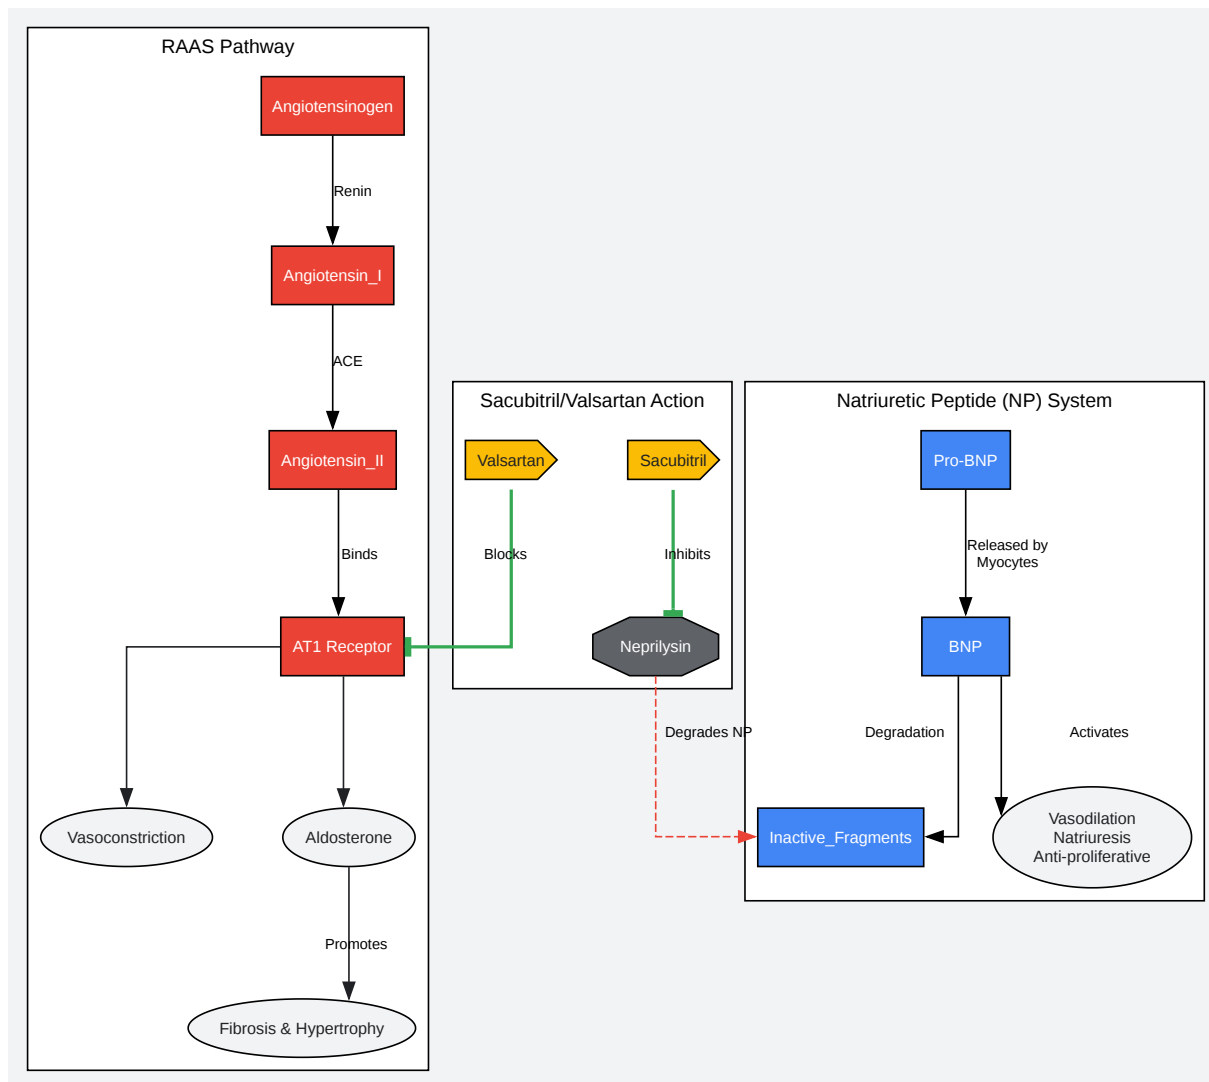 RAAS Pathway
Angiotensinogen
Renin
Angiotensin_I
ACE
Angiotensin_II
Binds
AT1 Receptor
Vasoconstriction
Aldosterone
Promotes
Fibrosis & Hypertrophy
Sacubitril/Valsartan Action
Valsartan
Sacubitril
Blocks
Inhibits
Neprilysin
Degrades NP
Natriuretic Peptide (NP) System
Pro-BNP
Released by
Myocytes
BNP
Degradation
Activates
Inactive_Fragments
Vasodilation
Natriuresis
Anti-proliferative